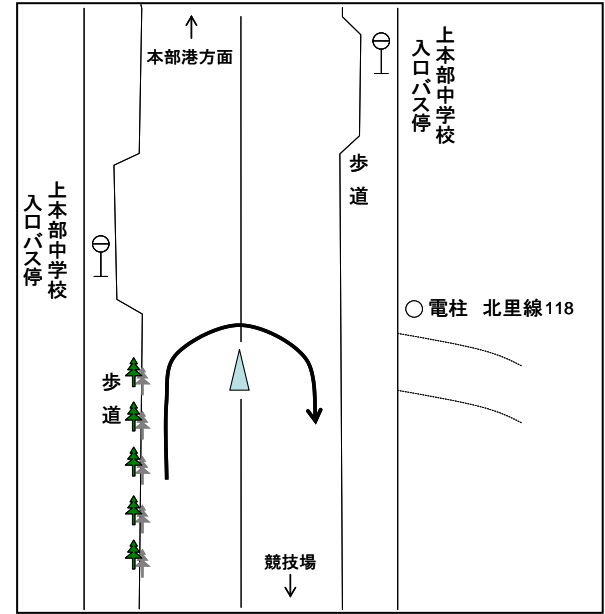 本部港方面
上本部中学校
入口バス停
歩道
上本部中学校
入口バス停
電柱 北里線118
歩道
競技場